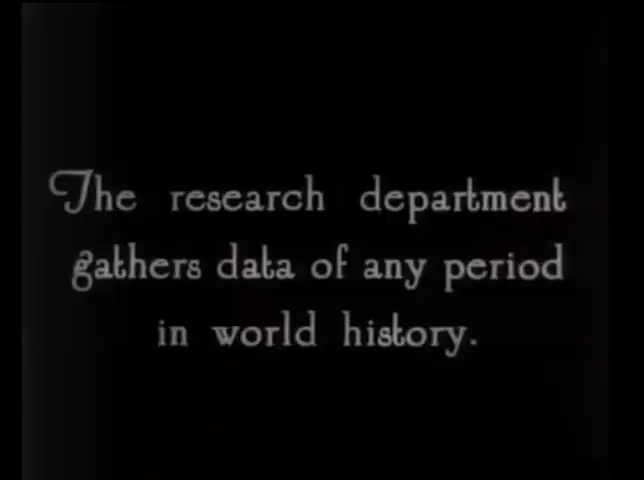 The research department
gathers data of any period
in world history.